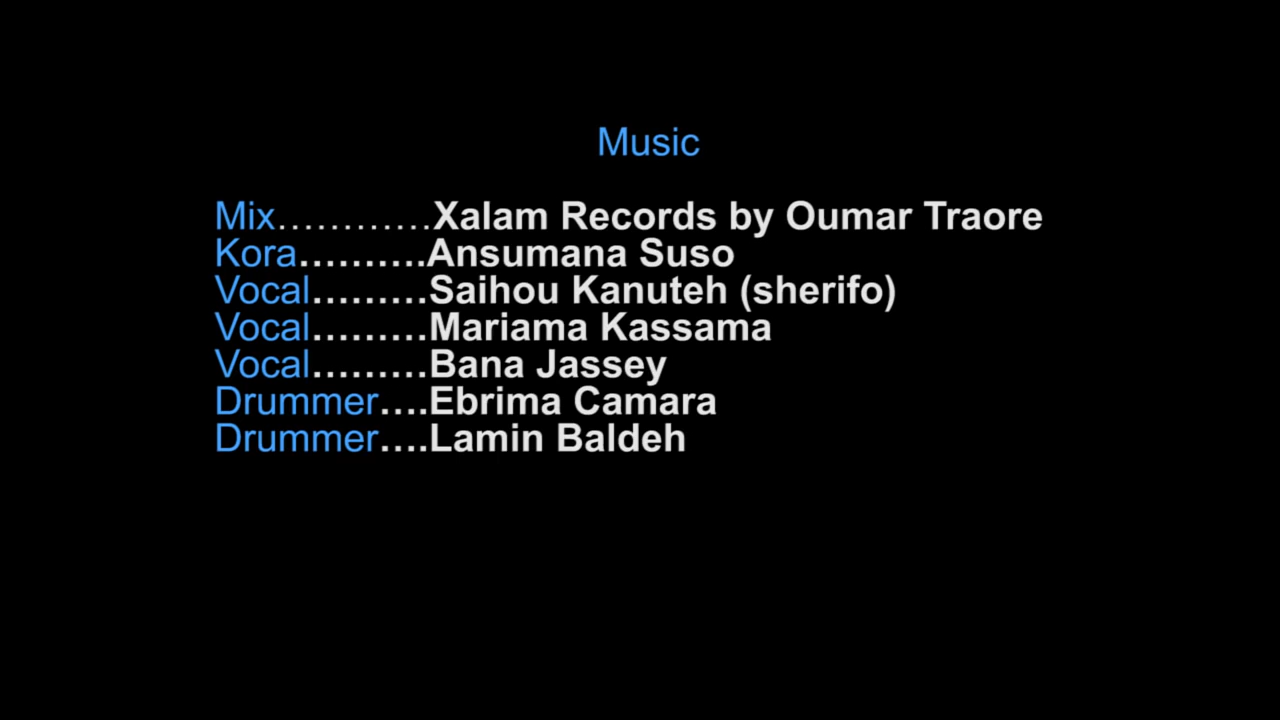 Music
Mix…………Xalam Records by Oumar Traore
Kora……….Ansumana Suso
Vocal………Saihou Kanuteh (sherifo)
Vocal………Mariama Kassama
Vocal………Bana Jassey
Drummer….Ebrima Camara
Drummer….Lamin Baldeh